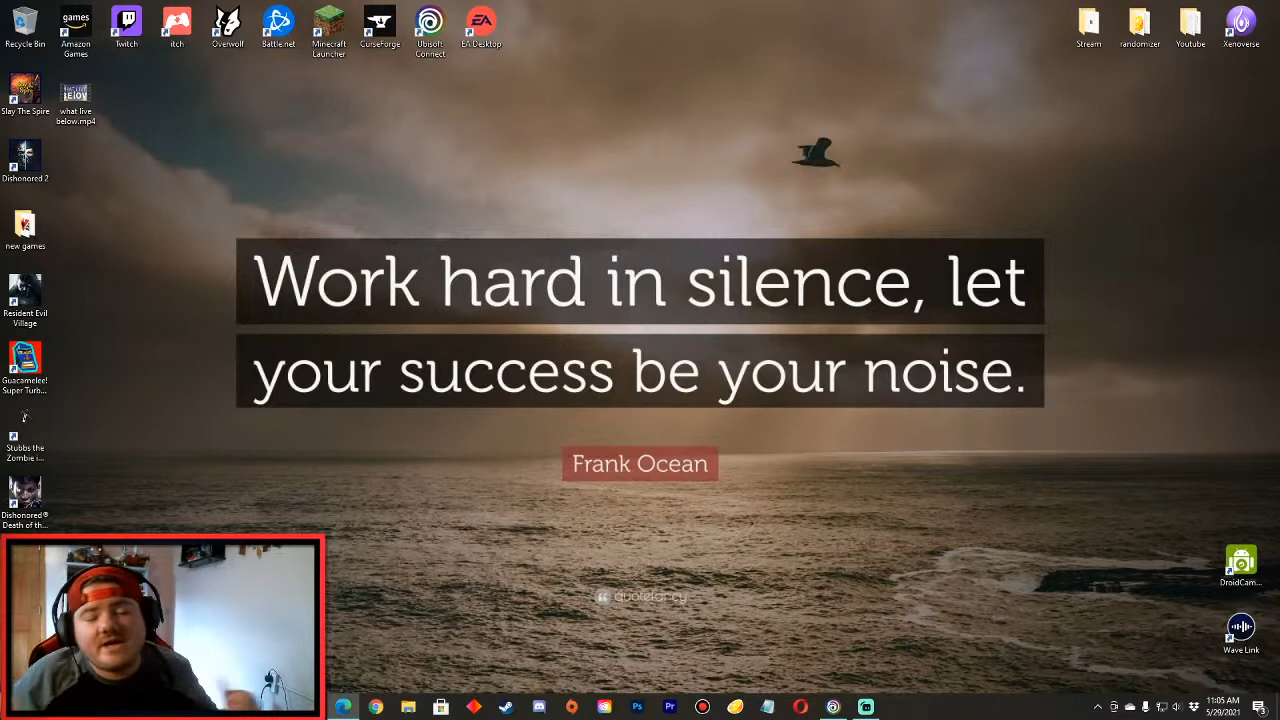 Recycle Bin
Amazon
Games
Twitch
itch
Overwolf
Battle.net
Minecraft
Launcher
CurseForge
Ubisoft
Connect
EA Desktop
Stream
randomizer
Youtube
Xenoverse
Slay The Spire
what live
below.mp4
Dishonored 2
new games
Resident Evil
Village
Guacamelee!
Super Turb...
Stubbs the
Zombie i...
Dishonored®
Death of th...
Work hard in silence, let
your success be your noise.
Frank Ocean
quotefancy
DroidCam...
Wave Link
11:05 AM
5/29/2021